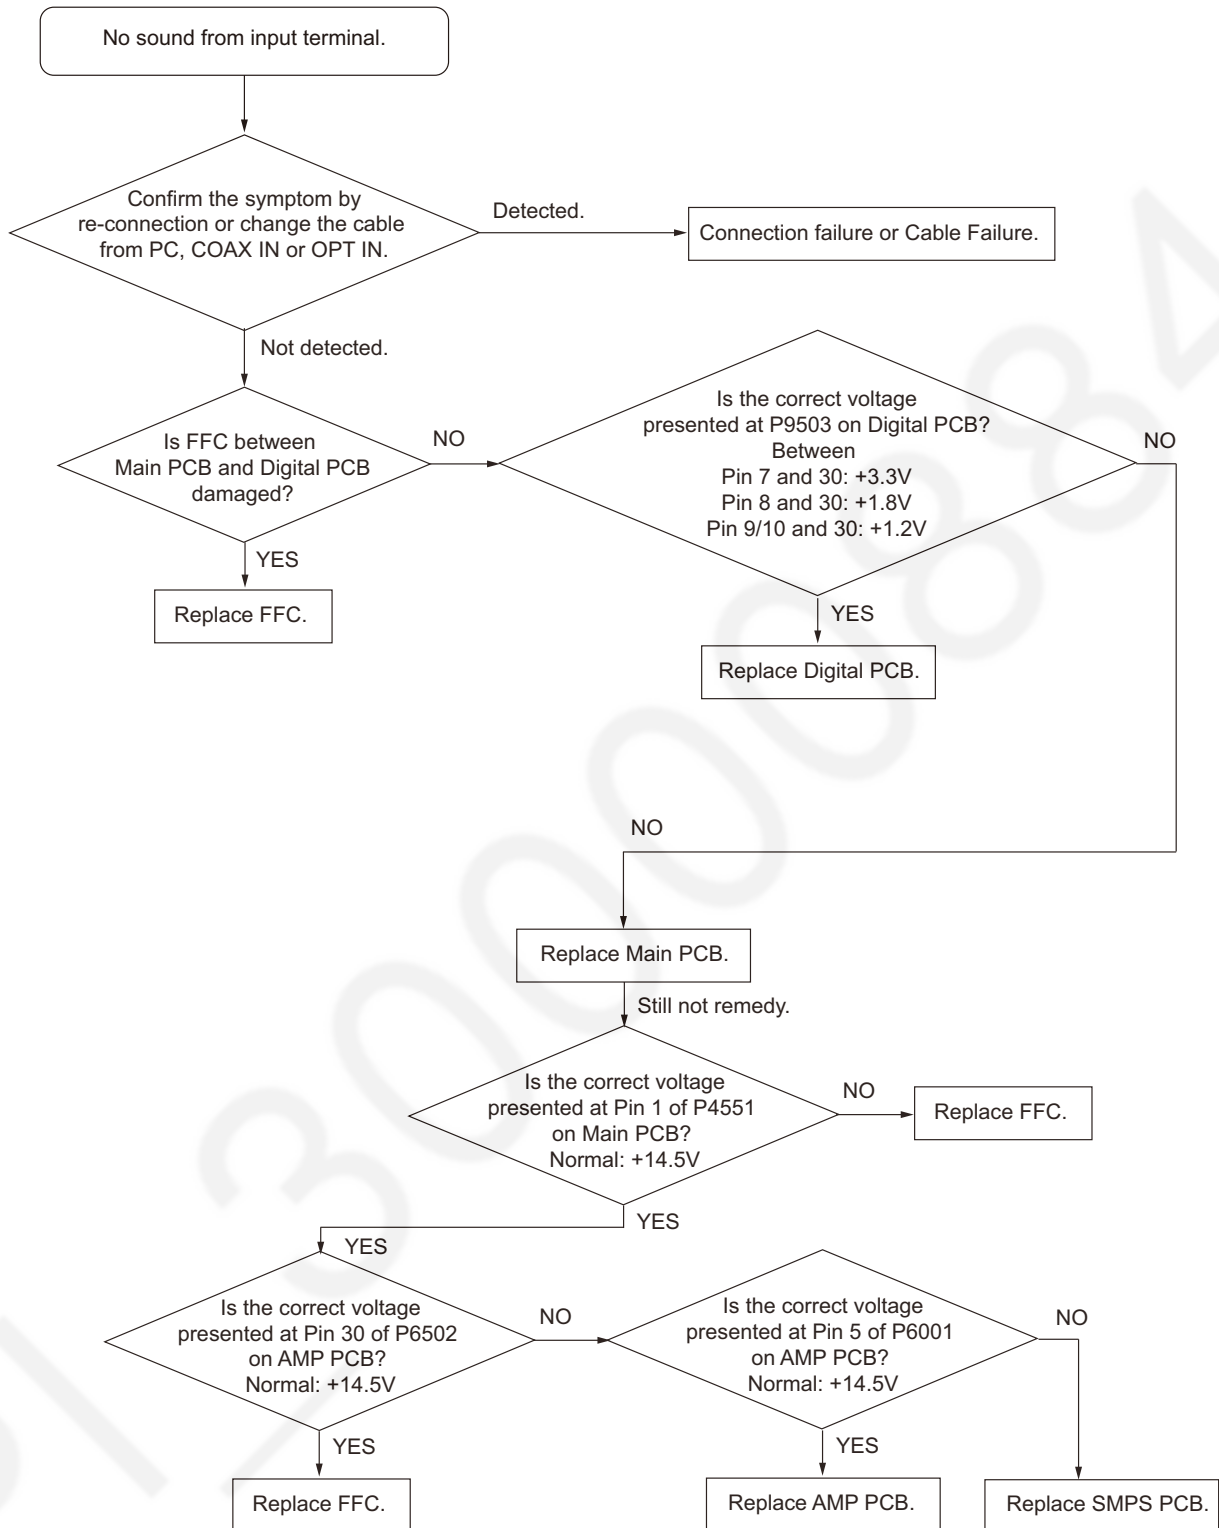 No sound from input terminal.
Confirm the symptom by
re-connection or change the cable
from PC, COAX IN or OPT IN.
Detected.
Connection failure or Cable Failure.
Not detected.
Is FFC between
Main PCB and Digital PCB
damaged?
NO
YES
Replace FFC.
Is the correct voltage
presented at P9503 on Digital PCB?
Between
Pin 7 and 30: +3.3V
Pin 8 and 30: +1.8V
Pin 9/10 and 30: +1.2V
NO
YES
Replace Digital PCB.
NO
Replace Main PCB.
Still not remedy.
Is the correct voltage
presented at Pin 1 of P4551
on Main PCB?
Normal: +14.5V
NO
Replace FFC.
YES
YES
Is the correct voltage
presented at Pin 30 of P6502
on AMP PCB?
Normal: +14.5V
NO
YES
Replace FFC.
Is the correct voltage
presented at Pin 5 of P6001
on AMP PCB?
Normal: +14.5V
NO
YES
Replace AMP PCB.
Replace SMPS PCB.